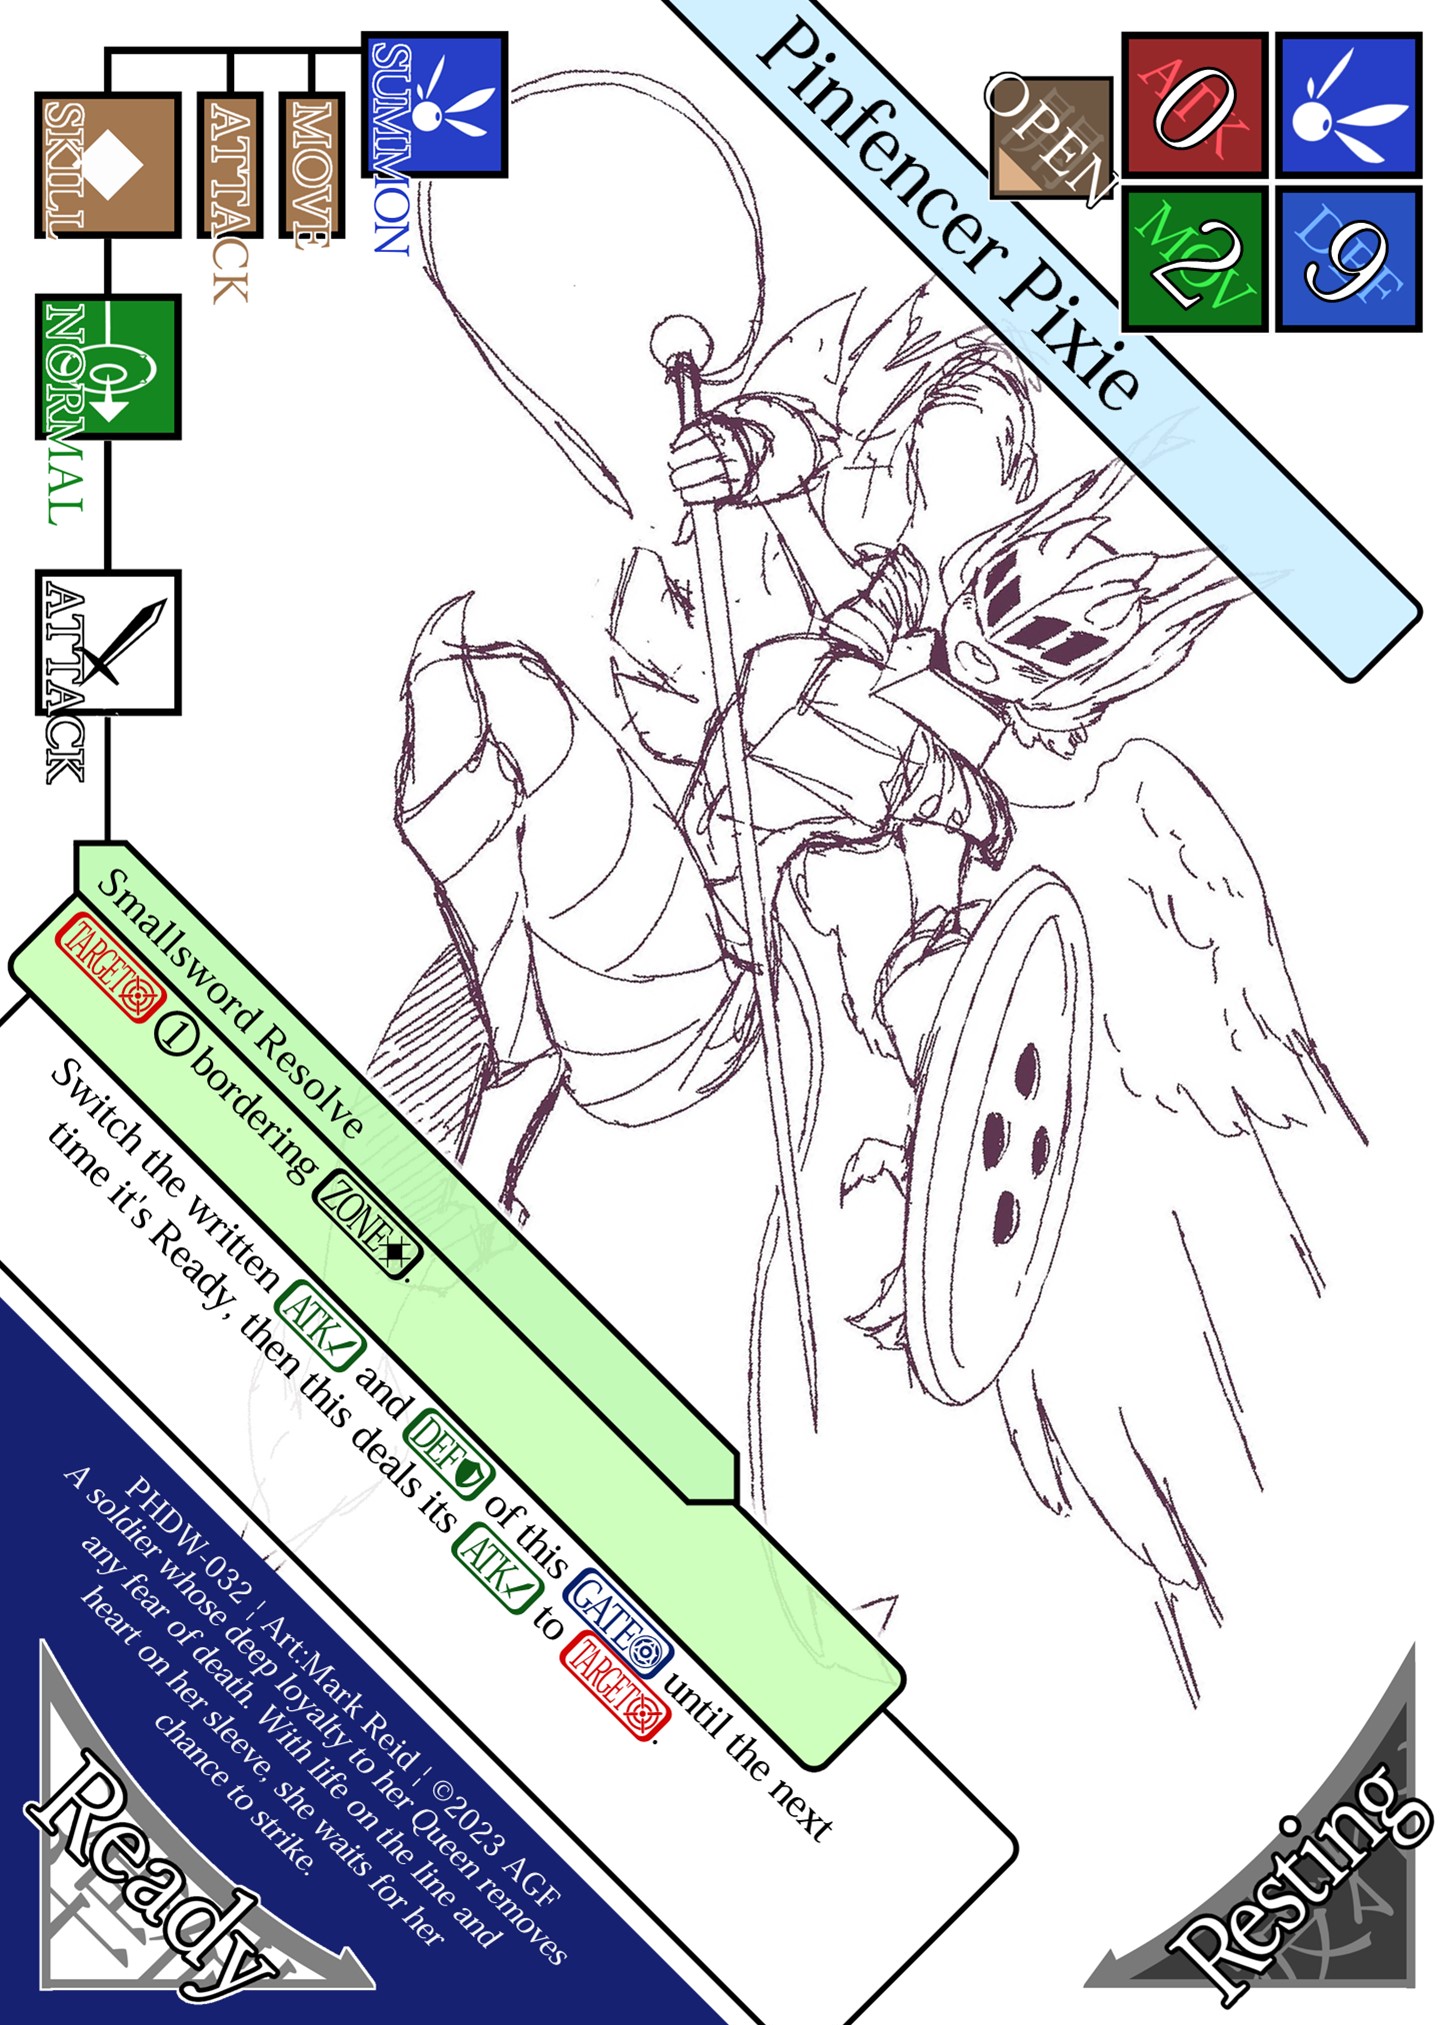 Pinfencer Pixie
OPEN
ATK
0
MOV
2
DEF
9
SUMMON
MOVE
ATTACK
SKILL
NORMAL
ATTACK
Smallsword Resolve
TARGET 1 bordering ZONE.
Switch the written ATK and DEF of this GATE until the next
time it's Ready, then this deals its ATK to TARGET.
PHDW-032 ¦ Art:Mark Reid ¦ ©2023 AGF
A soldier whose deep loyalty to her Queen removes
any fear of death. With life on the line and
heart on her sleeve, she waits for her
chance to strike.
Ready
Resting